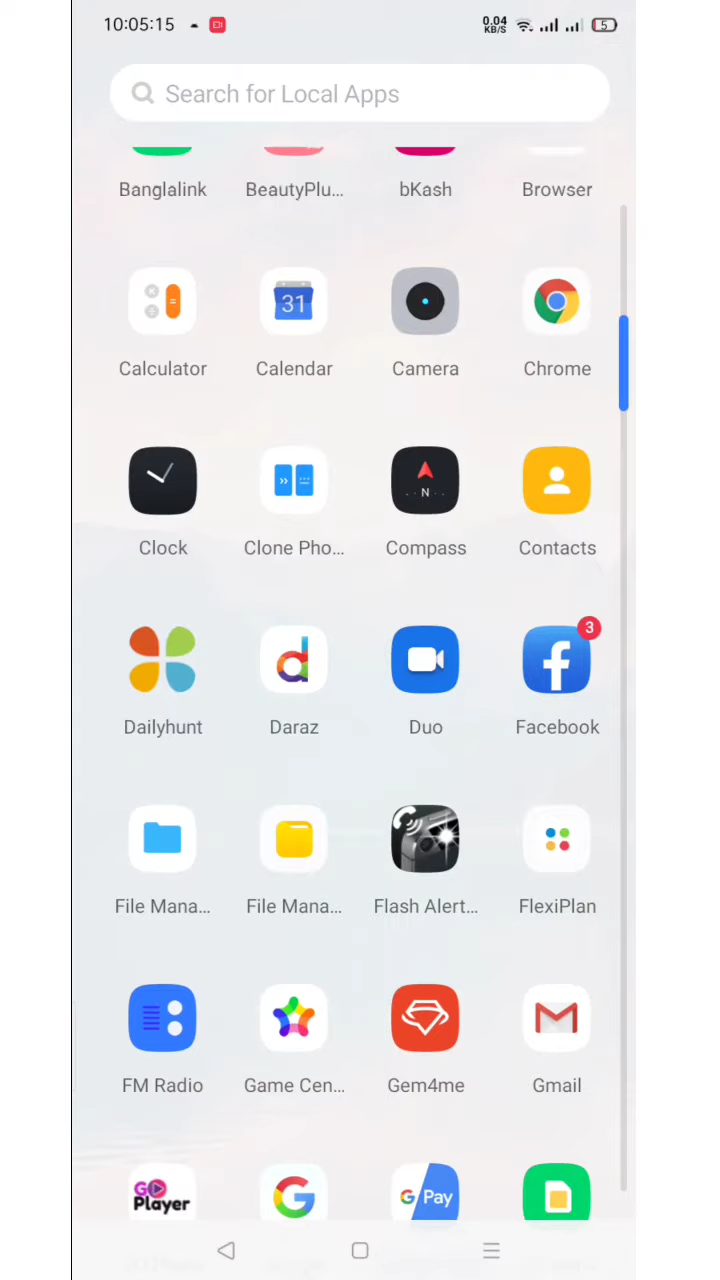 10:05:15 0.04 KB/S 5
Search for Local Apps
Banglalink BeautyPlu... bKash Browser
31
Calculator Calendar Camera Chrome
N
Clock Clone Pho... Compass Contacts
3
Dailyhunt Daraz Duo Facebook
File Mana... File Mana... Flash Alert... FlexiPlan
FM Radio Game Cen... Gem4me Gmail
GO Player G Pay